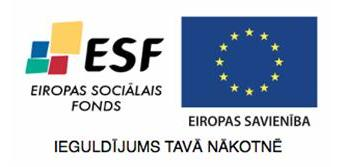 ESF
EIROPAS SOCIĀLAIS
FONDS
EIROPAS SAVIENĪBA
IEGULDĪJUMS TAVĀ NĀKOTNĒ